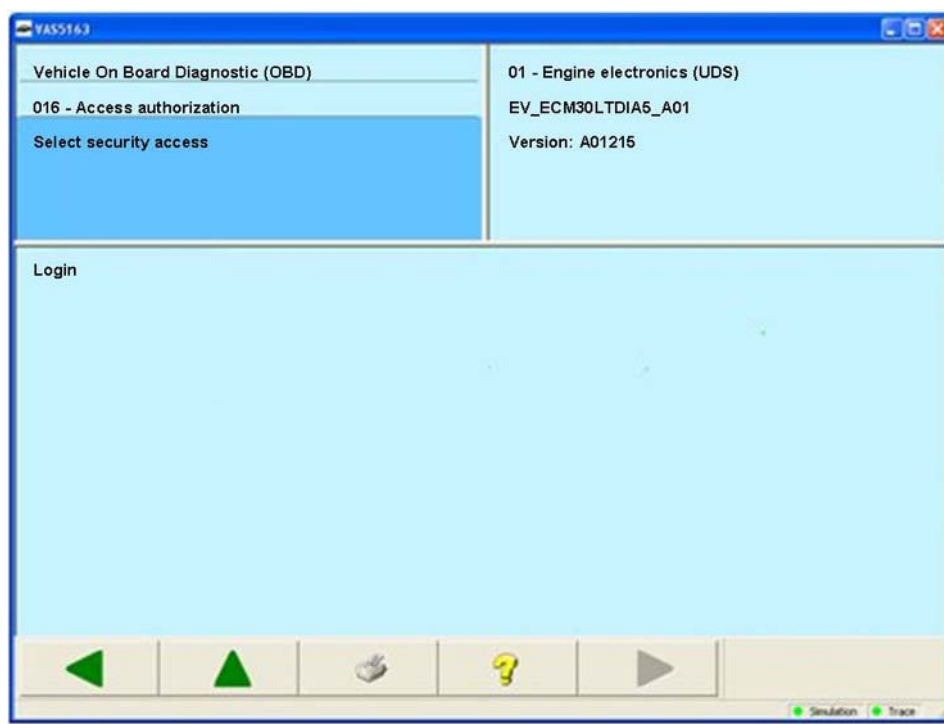 VAS5163
Vehicle On Board Diagnostic (OBD)
016 - Access authorization
Select security access
01 - Engine electronics (UDS)
EV_ECM30LTDIA5_A01
Version: A01215
Login
Simulation
Trace